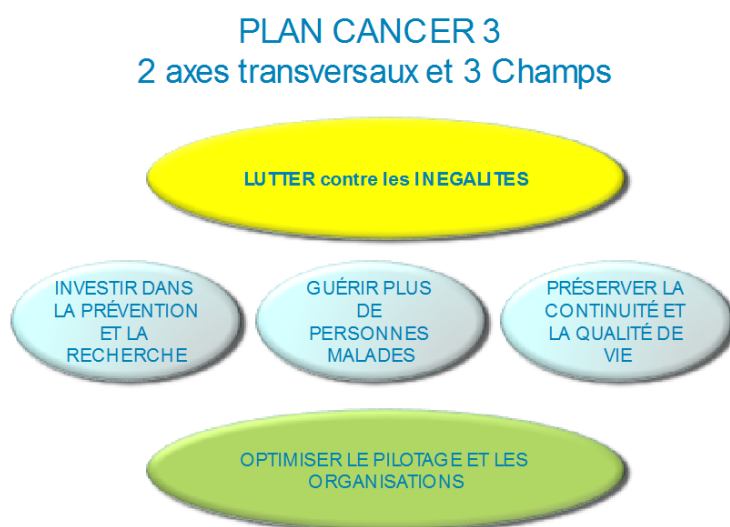 PLAN CANCER 3
2 axes transversaux et 3 Champs
LUTTER contre les INEGALITES
INVESTIR DANS
LA PRÉVENTION
ET LA
RECHERCHE
GUÉRIR PLUS
DE
PERSONNES
MALADES
PRÉSERVER LA
CONTINUITÉ ET
LA QUALITÉ DE
VIE
OPTIMISER LE PILOTAGE ET LES
ORGANISATIONS